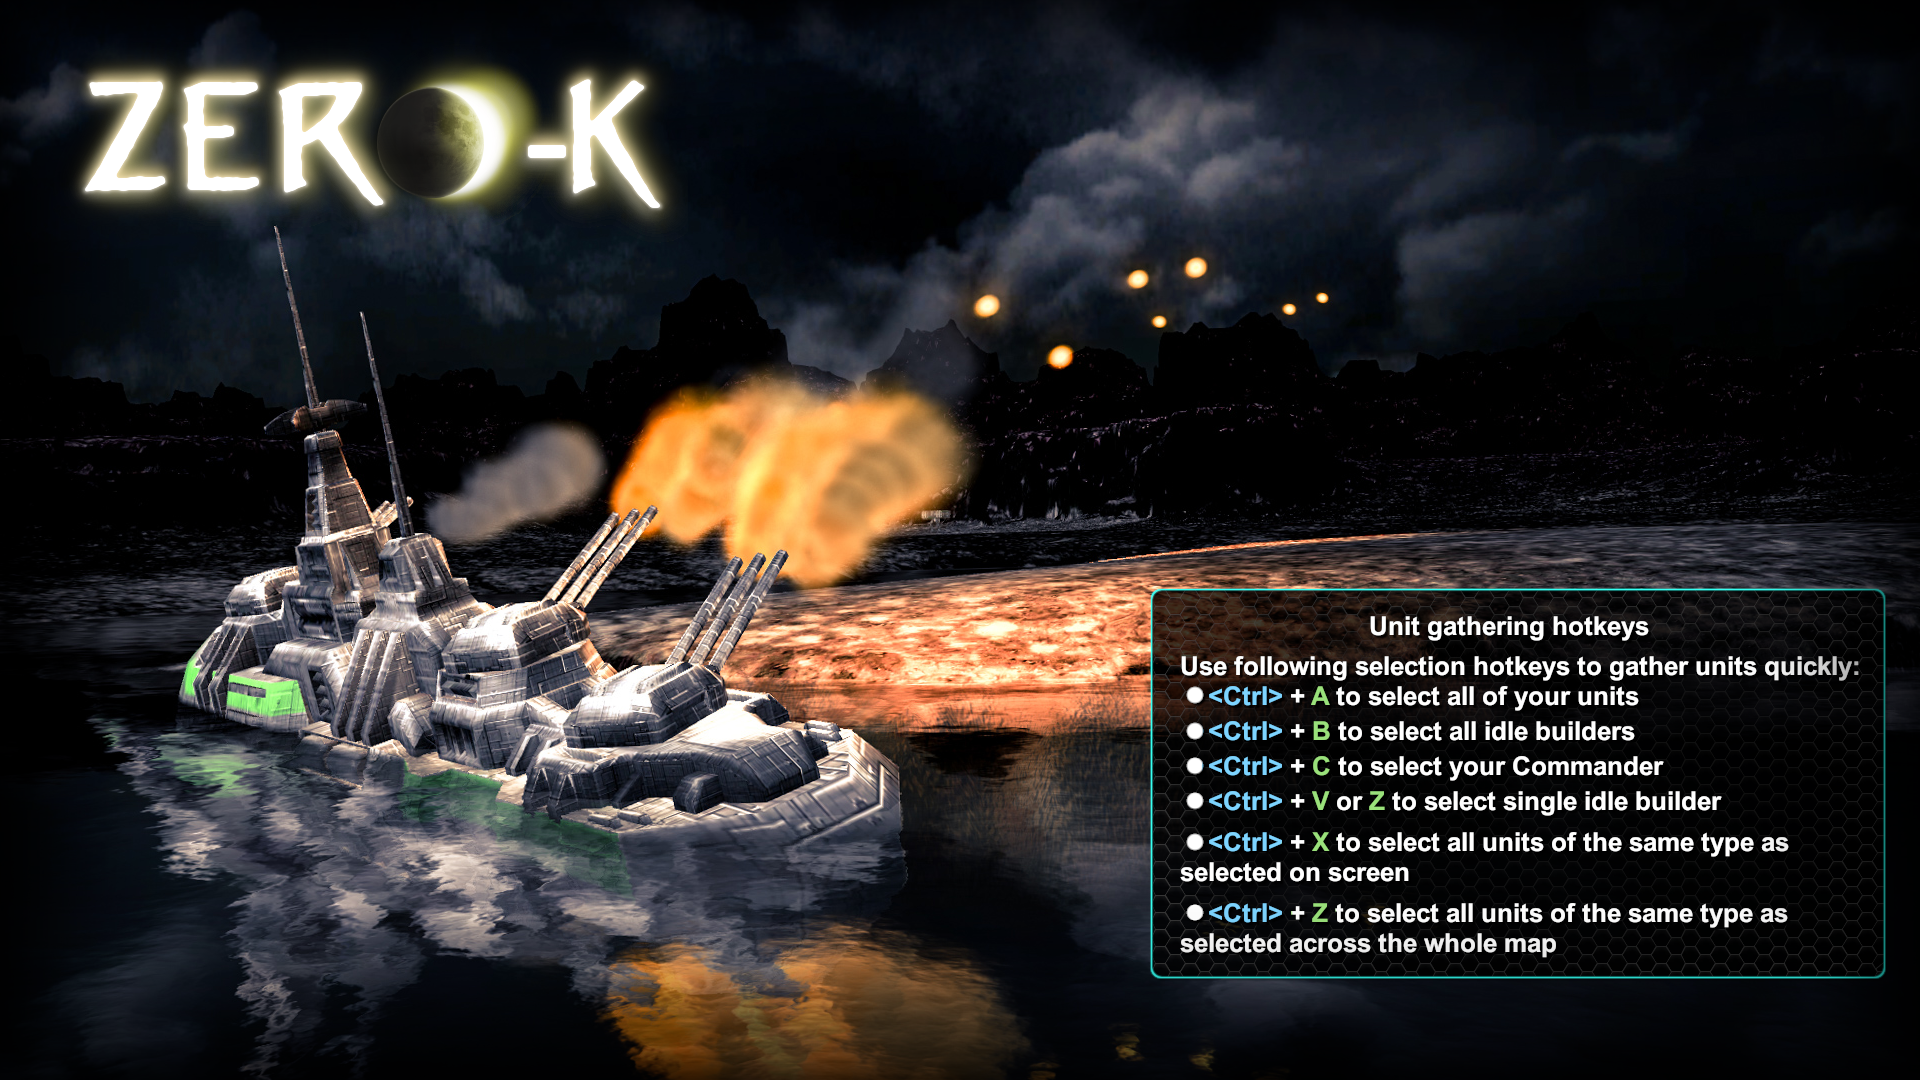 ZERO-K
Unit gathering hotkeys
Use following selection hotkeys to gather units quickly:
<Ctrl> + A to select all of your units
<Ctrl> + B to select all idle builders
<Ctrl> + C to select your Commander
<Ctrl> + V or Z to select single idle builder
<Ctrl> + X to select all units of the same type as
selected on screen
<Ctrl> + Z to select all units of the same type as
selected across the whole map